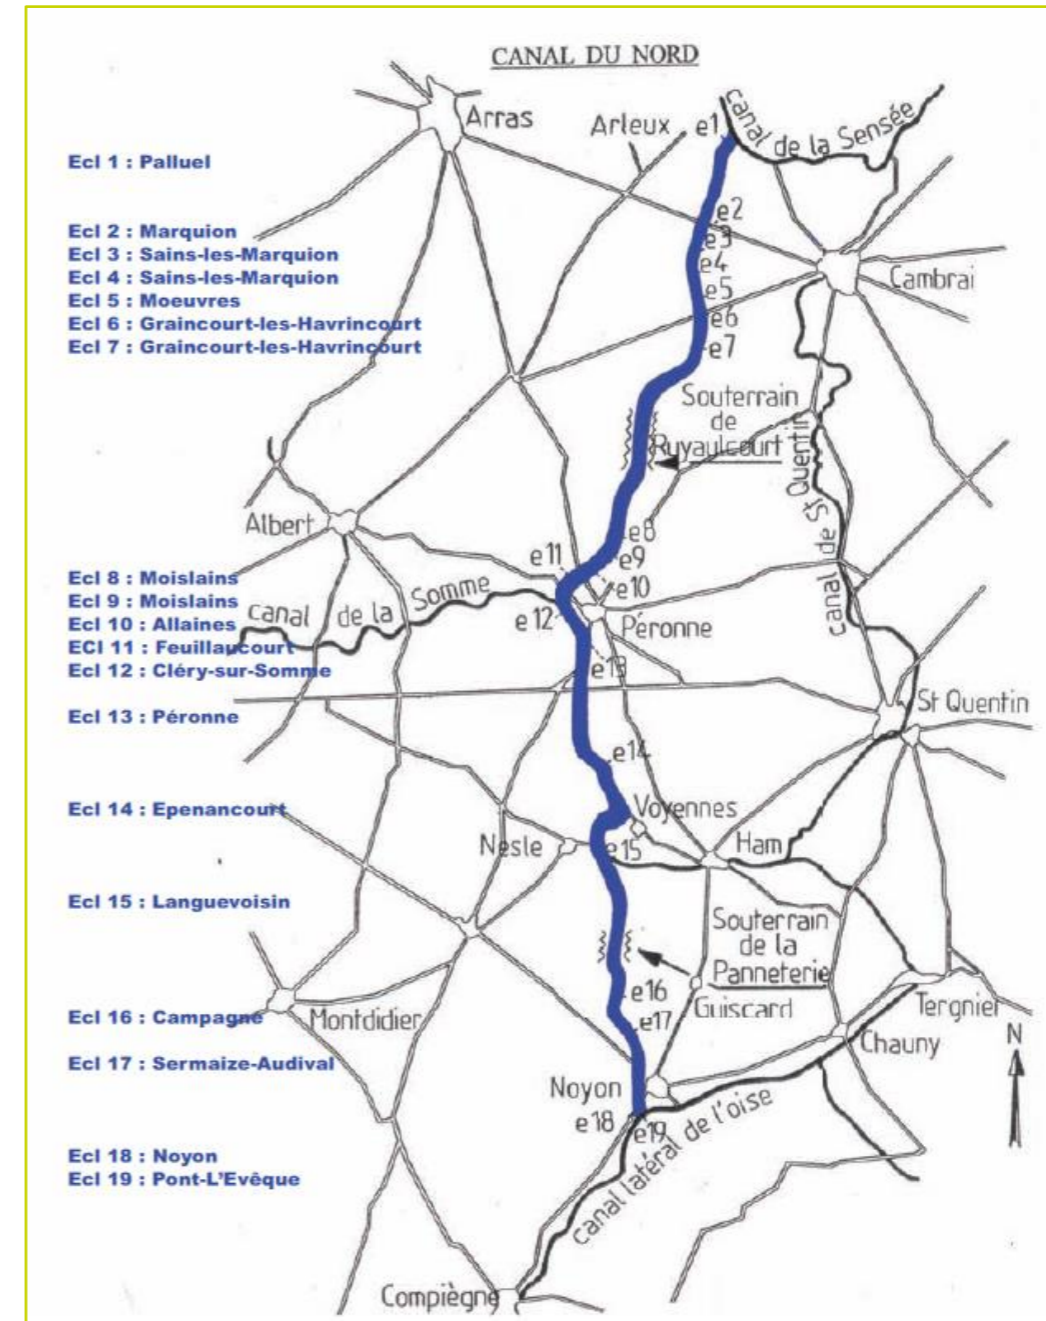 CANAL DU NORD
Arras
Arleux
e1
canal de la Sensée
Ecl 1 : Palluel
Ecl 2 : Marquion
Ecl 3 : Sains-les-Marquion
Ecl 4 : Sains-les-Marquion
Ecl 5 : Moeuvres
Ecl 6 : Graincourt-les-Havrincourt
Ecl 7 : Graincourt-les-Havrincourt
e2
e3
e4
e5
e6
e7
Cambrai
Souterrain
de
Ruyaulcourt
canal de St Quentin
Albert
e8
e9
e10
e11
e12
Ecl 8 : Moislains
Ecl 9 : Moislains
Ecl 10 : Allaines
ECl 11 : Feuillaucourt
Ecl 12 : Cléry-sur-Somme
canal de la Somme
Péronne
e13
Ecl 13 : Péronne
St Quentin
e14
Ecl 14 : Epenancourt
Voyennes
Nesle
e15
Ham
Ecl 15 : Languevoisin
Souterrain
de la
Panneterie
e16
Guiscard
Tergniel
Ecl 16 : Campagne
Montdidier
e17
Chauny
N
Ecl 17 : Sermaize-Audival
Noyon
e18
e19
canal latéral de l'oise
Ecl 18 : Noyon
Ecl 19 : Pont-L'Evêque
Compiègne